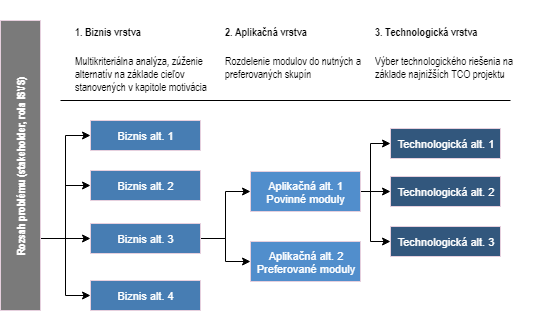 Rozsah problému (stakeholder, rola ISVS)
1. Biznis vrstva
Multikriteriálna analýza, zúženie
alternatív na základe cieľov
stanovených v kapitole motivácia
2. Aplikačná vrstva
Rozdelenie modulov do nutných a
preferovaných skupín
3. Technologická vrstva
Výber technologického riešenia na
základe najnižších TCO projektu
Biznis alt. 1
Biznis alt. 2
Biznis alt. 3
Biznis alt. 4
Aplikačná alt. 1
Povinné moduly
Aplikačná alt. 2
Preferované moduly
Technologická alt. 1
Technologická alt. 2
Technologická alt. 3